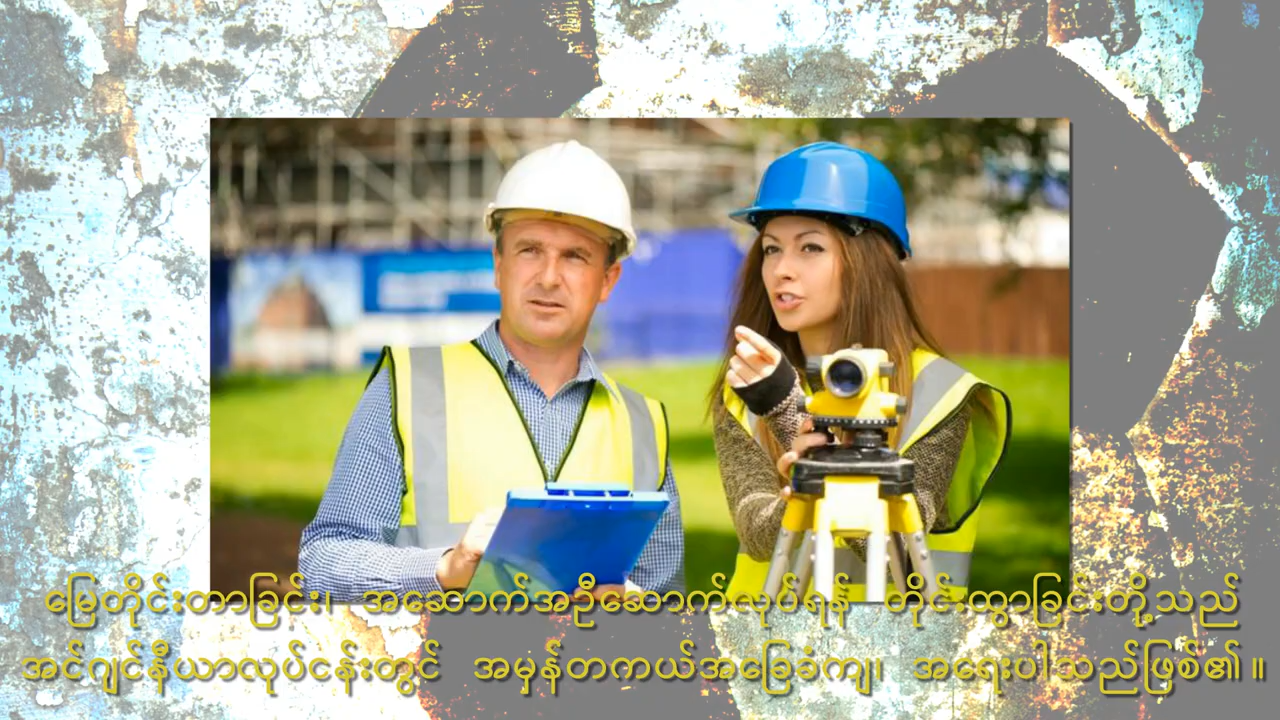 မြေတိုင်းတာခြင်း၊ အဆောက်အဦဆောက်လုပ်ရန် တိုင်းထွာခြင်းတို့သည်
အင်ဂျင်နီယာလုပ်ငန်းတွင် အမှန်တကယ်အခြေခံကျ၊ အရေးပါသည်ဖြစ်၏။